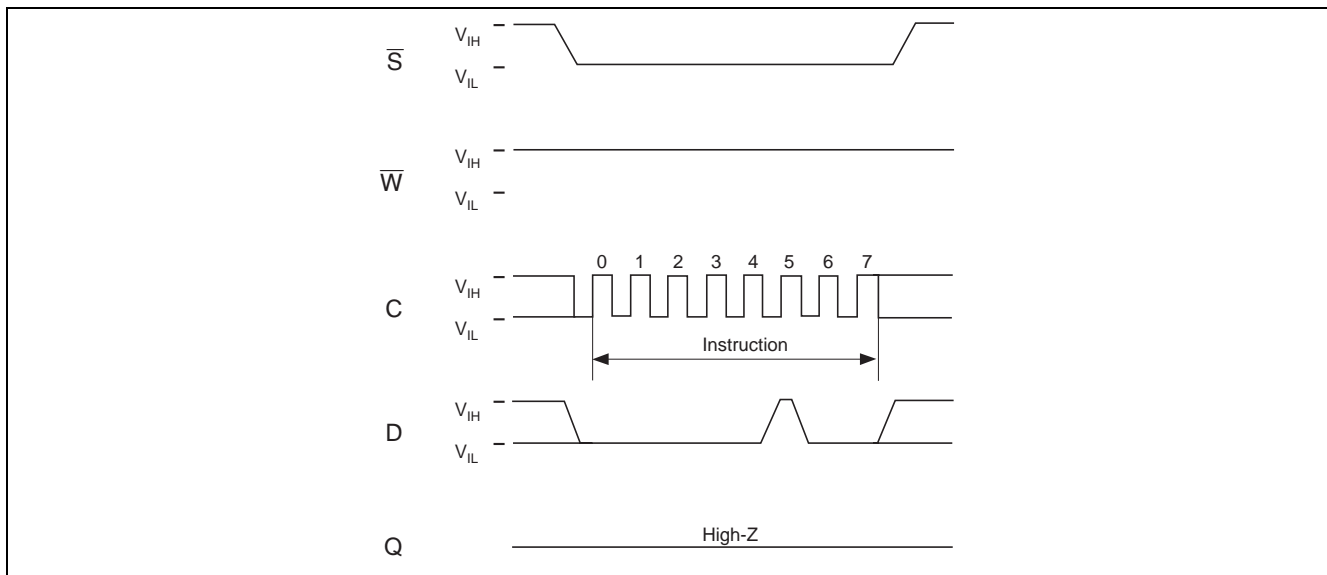 V_IH
S̅
V_IL
V_IH
W̅
V_IL
0 1 2 3 4 5 6 7
V_IH
C
V_IL
Instruction
V_IH
D
V_IL
High-Z
Q